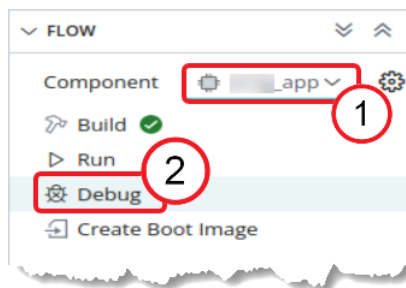 FLOW
Component _app
1
Build
Run
2
Debug
Create Boot Image